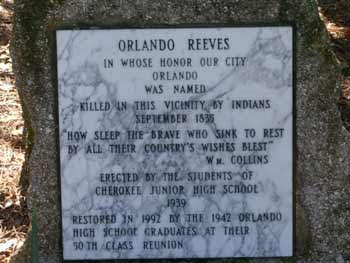 ORLANDO REEVES
IN WHOSE HONOR OUR CITY
ORLANDO
WAS NAMED
KILLED IN THIS VICINITY BY INDIANS
SEPTEMBER 1835
"HOW SLEEP THE BRAVE WHO SINK TO REST
BY ALL THEIR COUNTRY'S WISHES BLEST"
WM. COLLINS
ERECTED BY THE STUDENTS OF
CHEROKEE JUNIOR HIGH SCHOOL
1939
RESTORED IN 1992 BY THE 1942 ORLANDO
HIGH SCHOOL GRADUATES AT THEIR
50TH CLASS REUNION